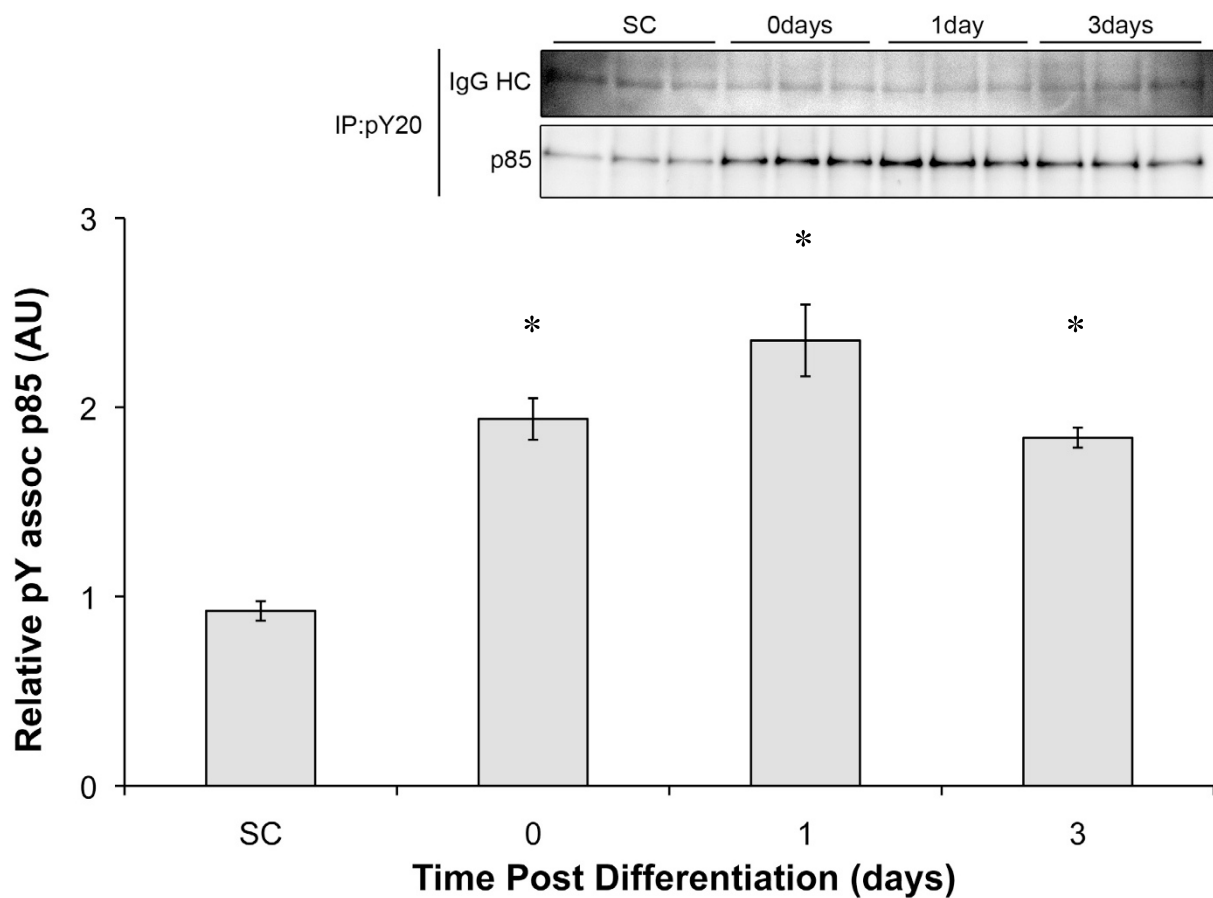 SC 0days 1day 3days
IgG HC
IP:pY20
p85
3
*
* *
2
1
0
Relative pY assoc p85 (AU)
SC 0 1 3
Time Post Differentiation (days)